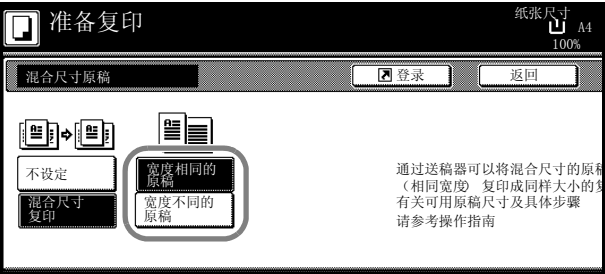 准备复印
纸张尺寸
A4
100%
混合尺寸原稿
登录
返回
不设定
混合尺寸
复印
宽度相同的
原稿
宽度不同的
原稿
通过送稿器可以将混合尺寸的原稿
（相同宽度） 复印成同样大小的复
有关可用原稿尺寸及具体步骤
请参考操作指南